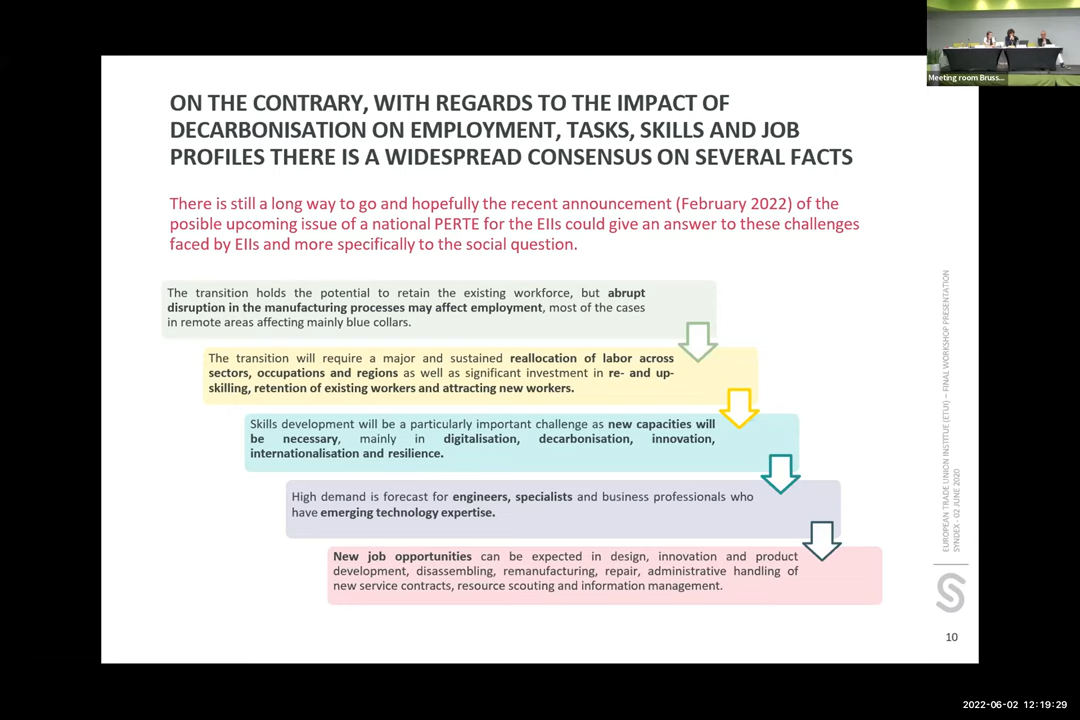 Meeting room Bruss...
ON THE CONTRARY, WITH REGARDS TO THE IMPACT OF
DECARBONISATION ON EMPLOYMENT, TASKS, SKILLS AND JOB
PROFILES THERE IS A WIDESPREAD CONSENSUS ON SEVERAL FACTS
There is still a long way to go and hopefully the recent announcement (February 2022) of the
posible upcoming issue of a national PERTE for the EIIs could give an answer to these challenges
faced by EIIs and more specifically to the social question.
The transition holds the potential to retain the existing workforce, but abrupt
disruption in the manufacturing processes may affect employment, most of the cases
in remote areas affecting mainly blue collars.
The transition will require a major and sustained reallocation of labor across
sectors, occupations and regions as well as significant investment in re- and up-
skilling, retention of existing workers and attracting new workers.
Skills development will be a particularly important challenge as new capacities will
be necessary, mainly in digitalisation, decarbonisation, innovation,
internationalisation and resilience.
High demand is forecast for engineers, specialists and business professionals who
have emerging technology expertise.
New job opportunities can be expected in design, innovation and product
development, disassembling, remanufacturing, repair, administrative handling of
new service contracts, resource scouting and information management.
EUROPEAN TRADE UNION INSTITUE (ETUI) – FINAL WORKSHOP PRESENTATION
SYNDEX - 02 JUNE 2020
10
2022-06-02 12:19:29